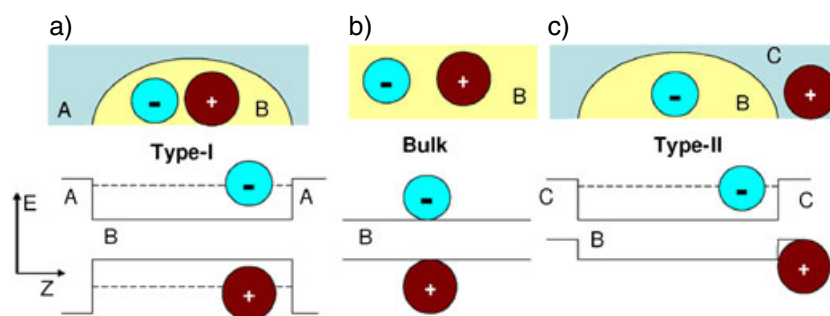 a) b) c)
C
- + - + - +
A B B B
Type-I Bulk Type-II
- - -
E A A C C
B B B
Z + + +